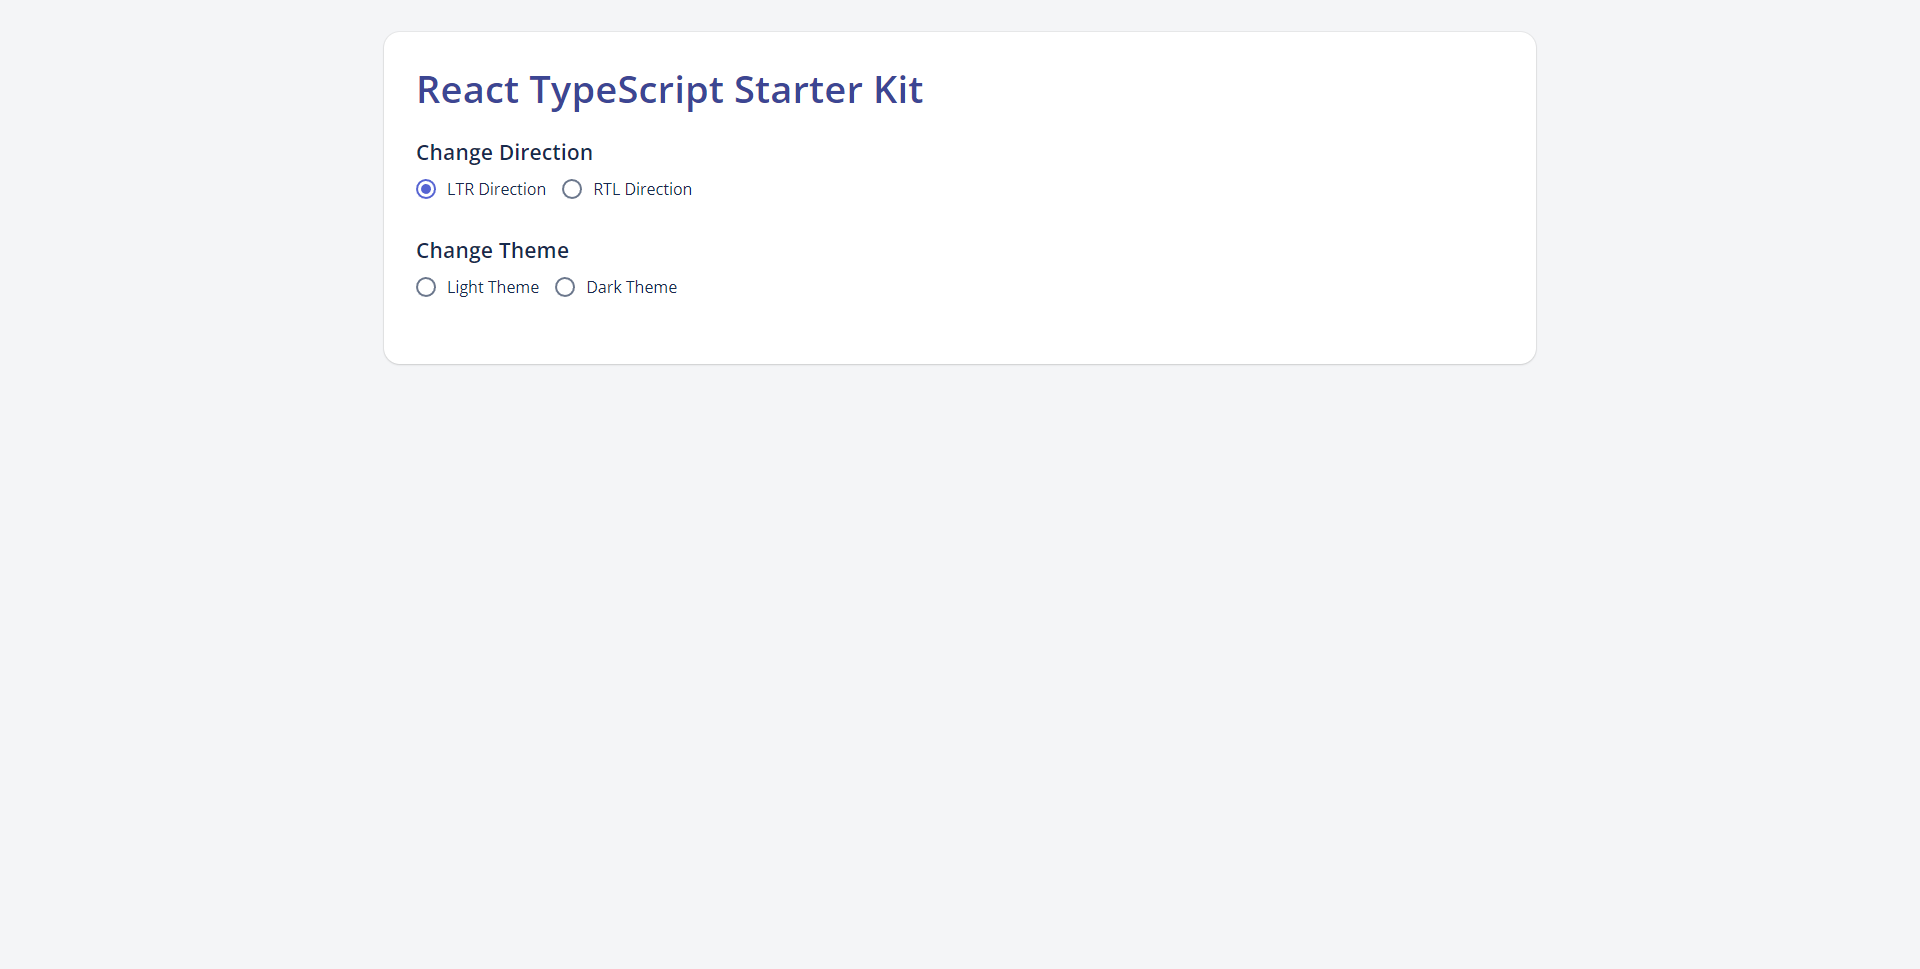 React TypeScript Starter Kit
Change Direction
LTR Direction RTL Direction
Change Theme
Light Theme Dark Theme